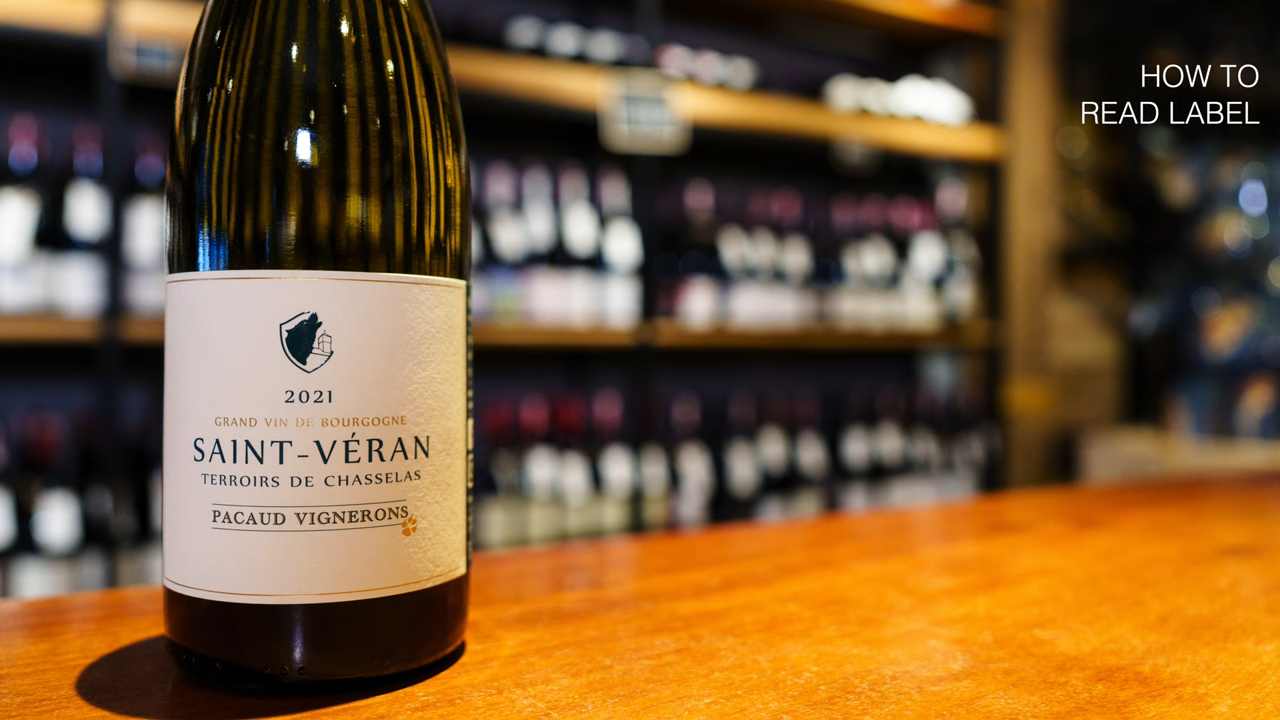 HOW TO
READ LABEL
2021
GRAND VIN DE BOURGOGNE
SAINT-VÉRAN
TERROIRS DE CHASSELAS
PACAUD VIGNERONS